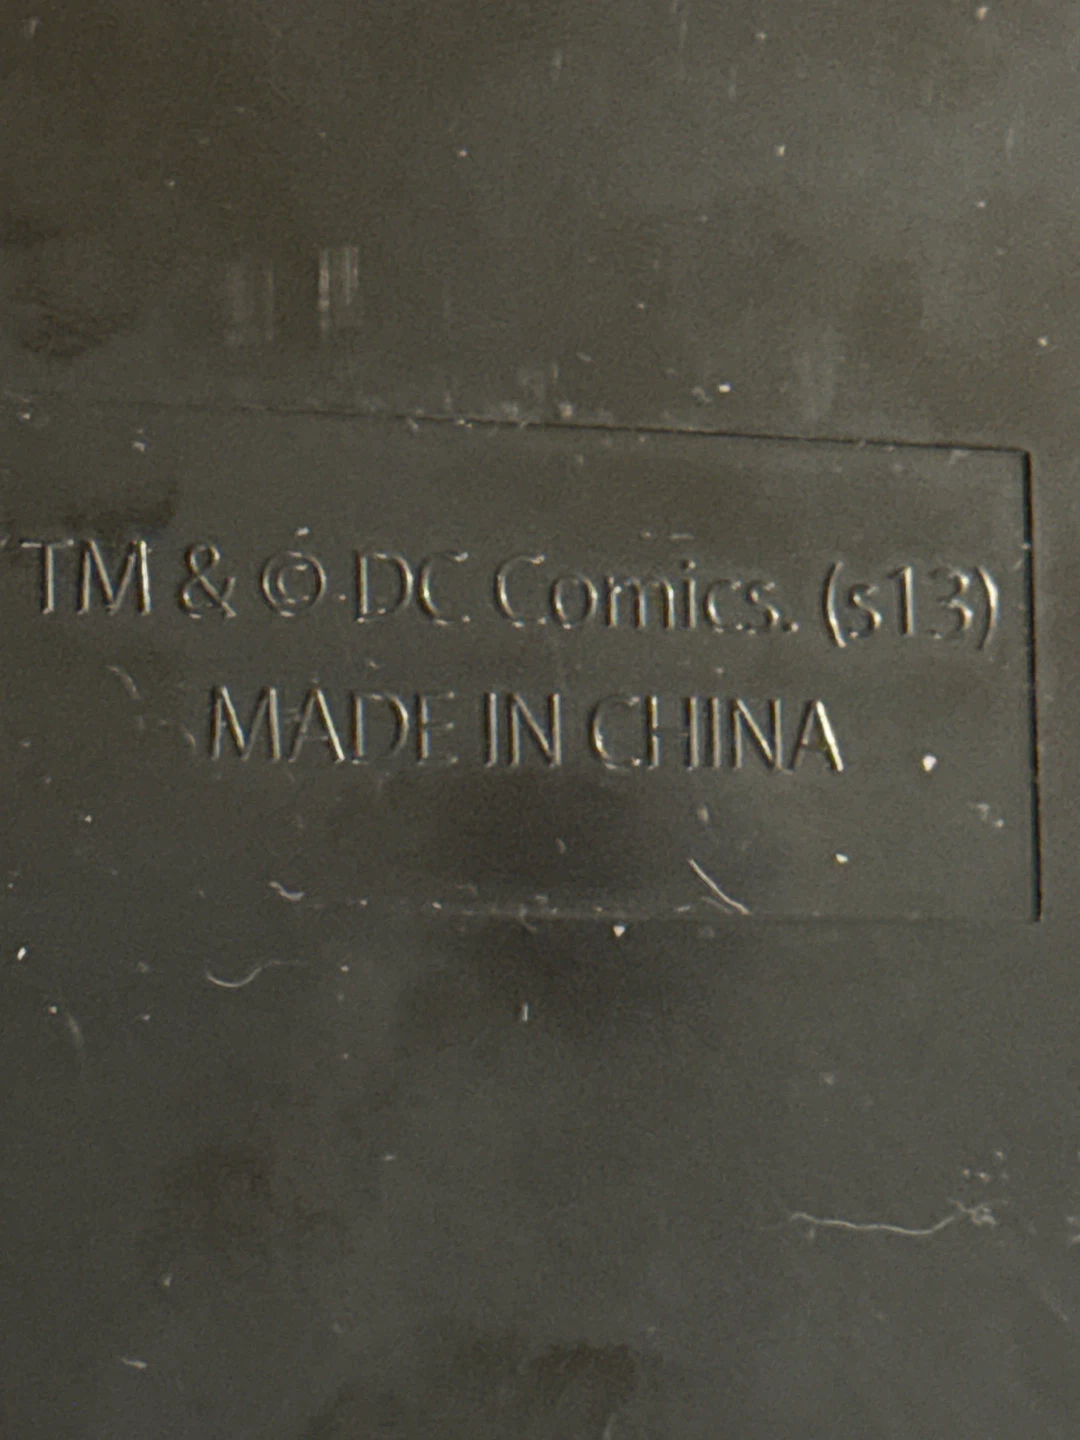 TM & © DC Comics. (s13)
MADE IN CHINA